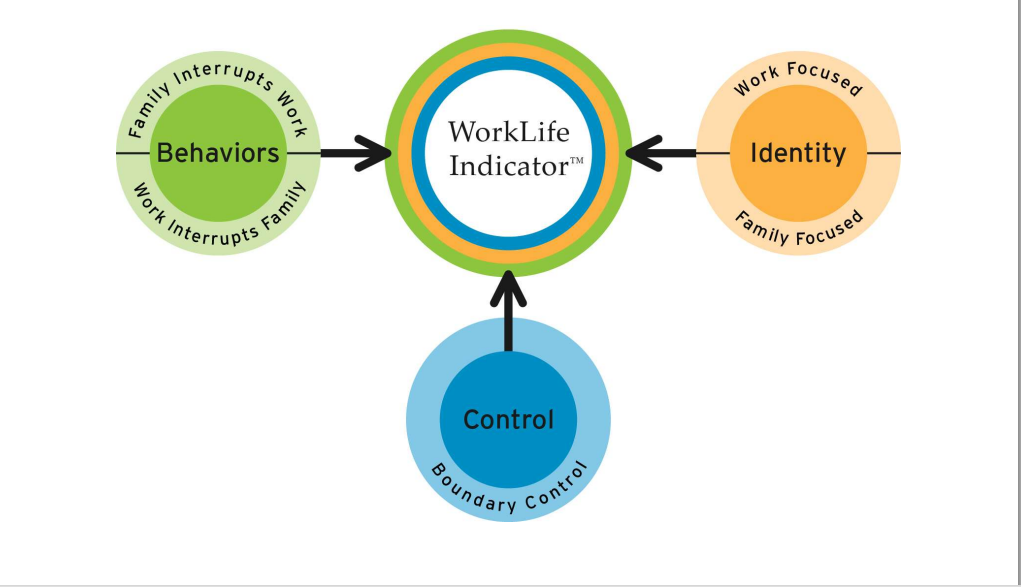 Family Interrupts Work
Behaviors
Work Interrupts Family
WorkLife
Indicator™
Work Focused
Identity
Family Focused
Control
Boundary Control